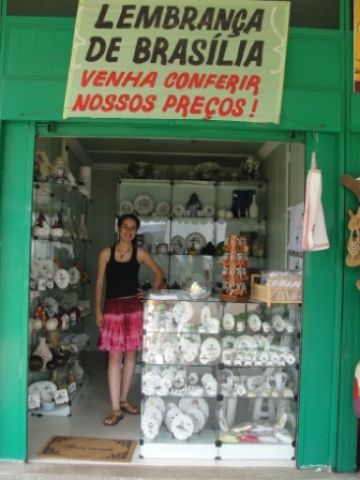 LEMBRANÇA
DE BRASÍLIA
VENHA CONFERIR
NOSSOS PREÇOS!